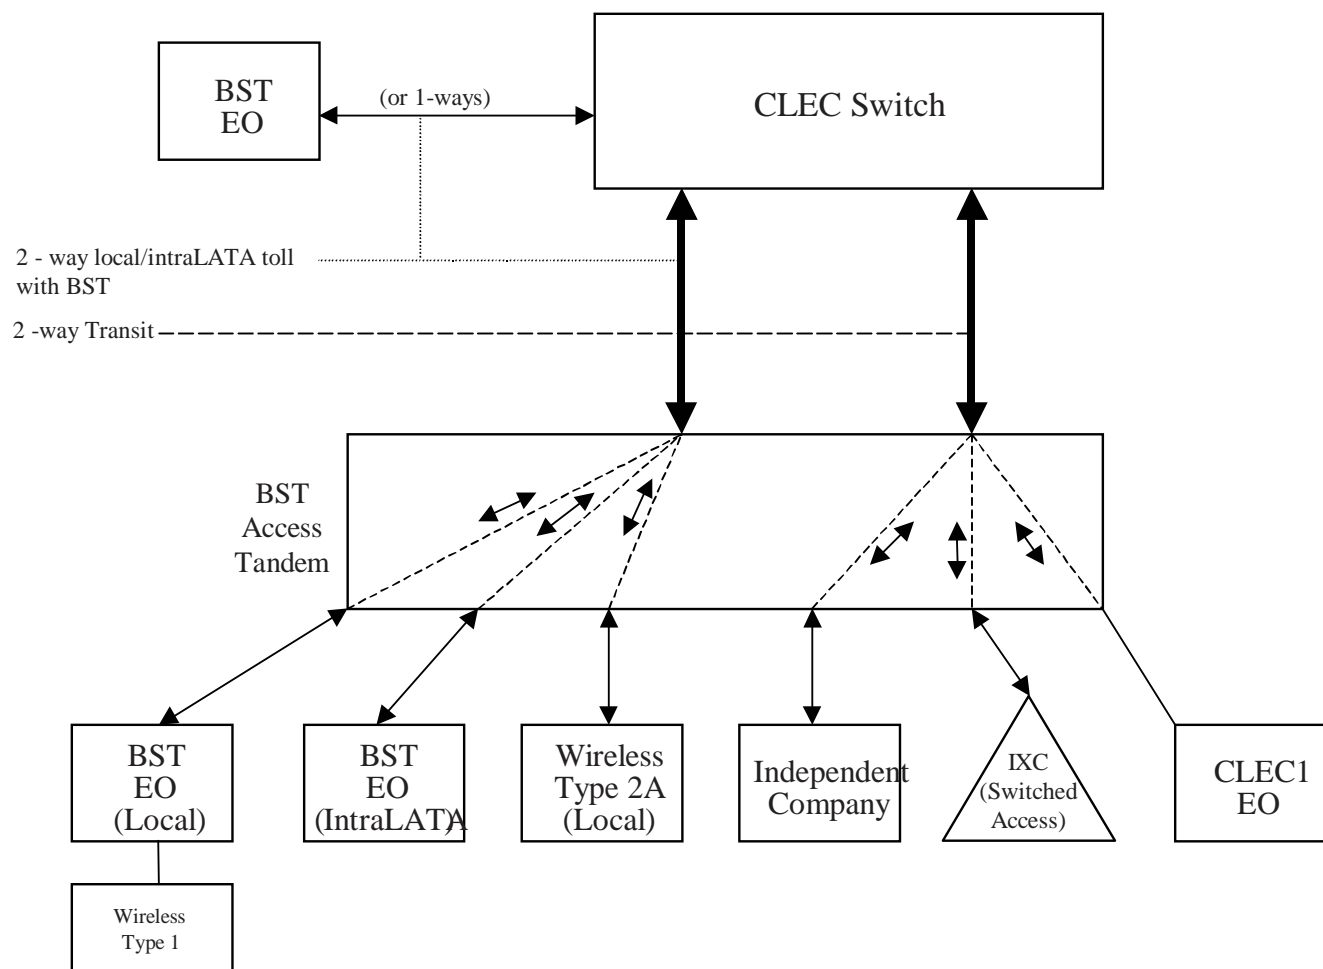 BST
EO
(or 1-ways)
CLEC Switch
2 - way local/intraLATA toll
with BST
2 -way Transit
BST
Access
Tandem
BST
EO
(Local)
BST
EO
(IntraLATA)
Wireless
Type 2A
(Local)
Independent
Company
IXC
(Switched
Access)
CLEC1
EO
Wireless
Type 1